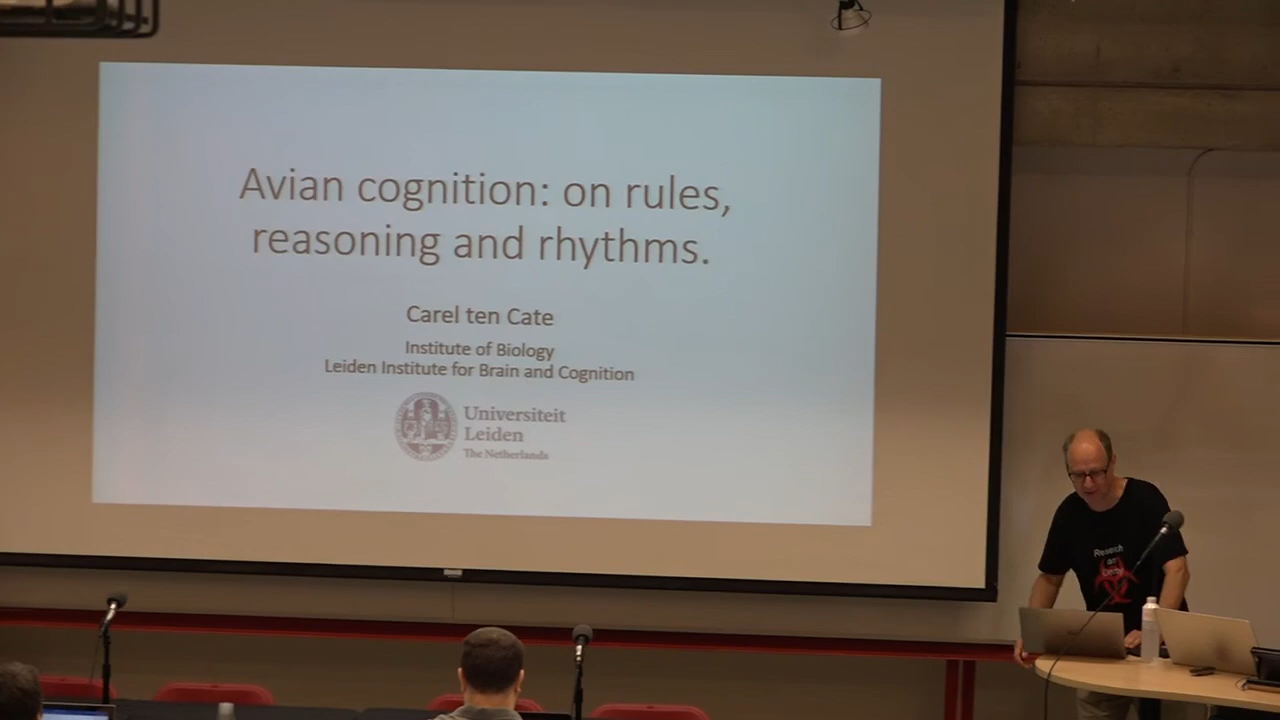 Avian cognition: on rules,
reasoning and rhythms.
Carel ten Cate
Institute of Biology
Leiden Institute for Brain and Cognition
Universiteit
Leiden
The Netherlands
Research